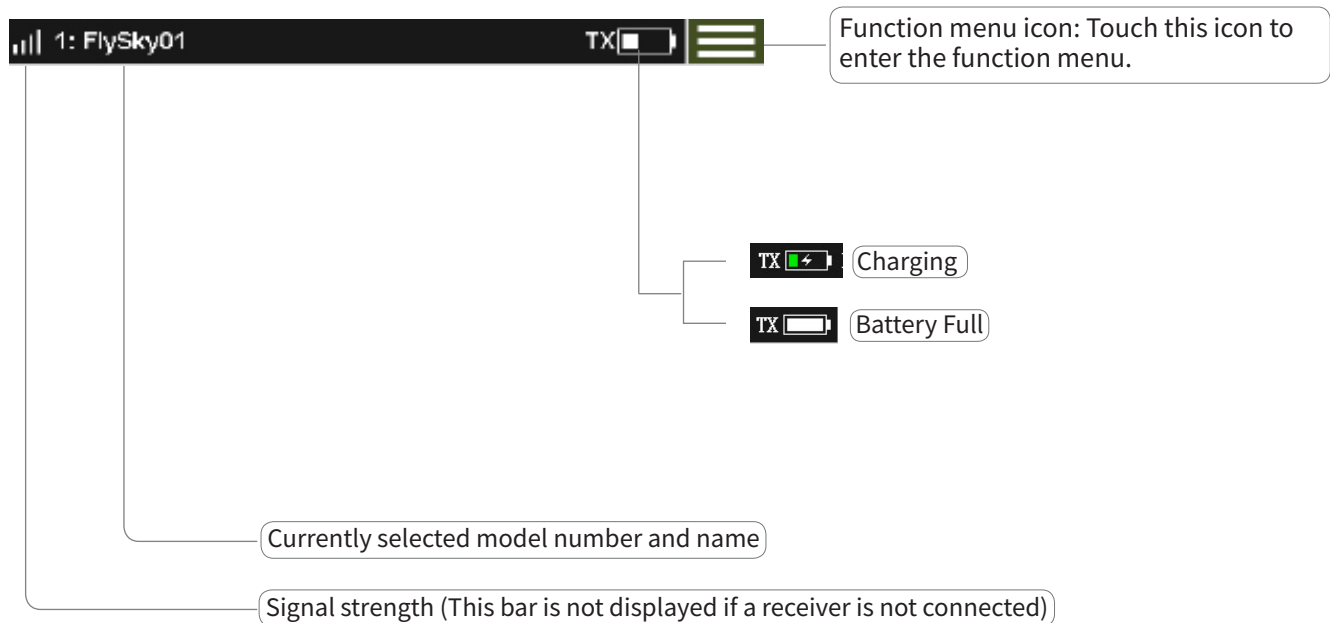 1: FlySky01
TX
Function menu icon: Touch this icon to
enter the function menu.
TX
Charging
TX
Battery Full
Currently selected model number and name
Signal strength (This bar is not displayed if a receiver is not connected)